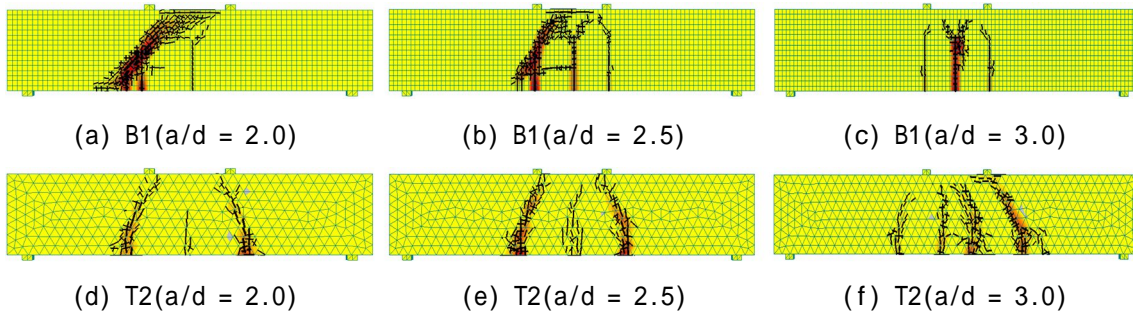 (a) B1(a/d = 2.0)
(b) B1(a/d = 2.5)
(c) B1(a/d = 3.0)
(d) T2(a/d = 2.0)
(e) T2(a/d = 2.5)
(f) T2(a/d = 3.0)